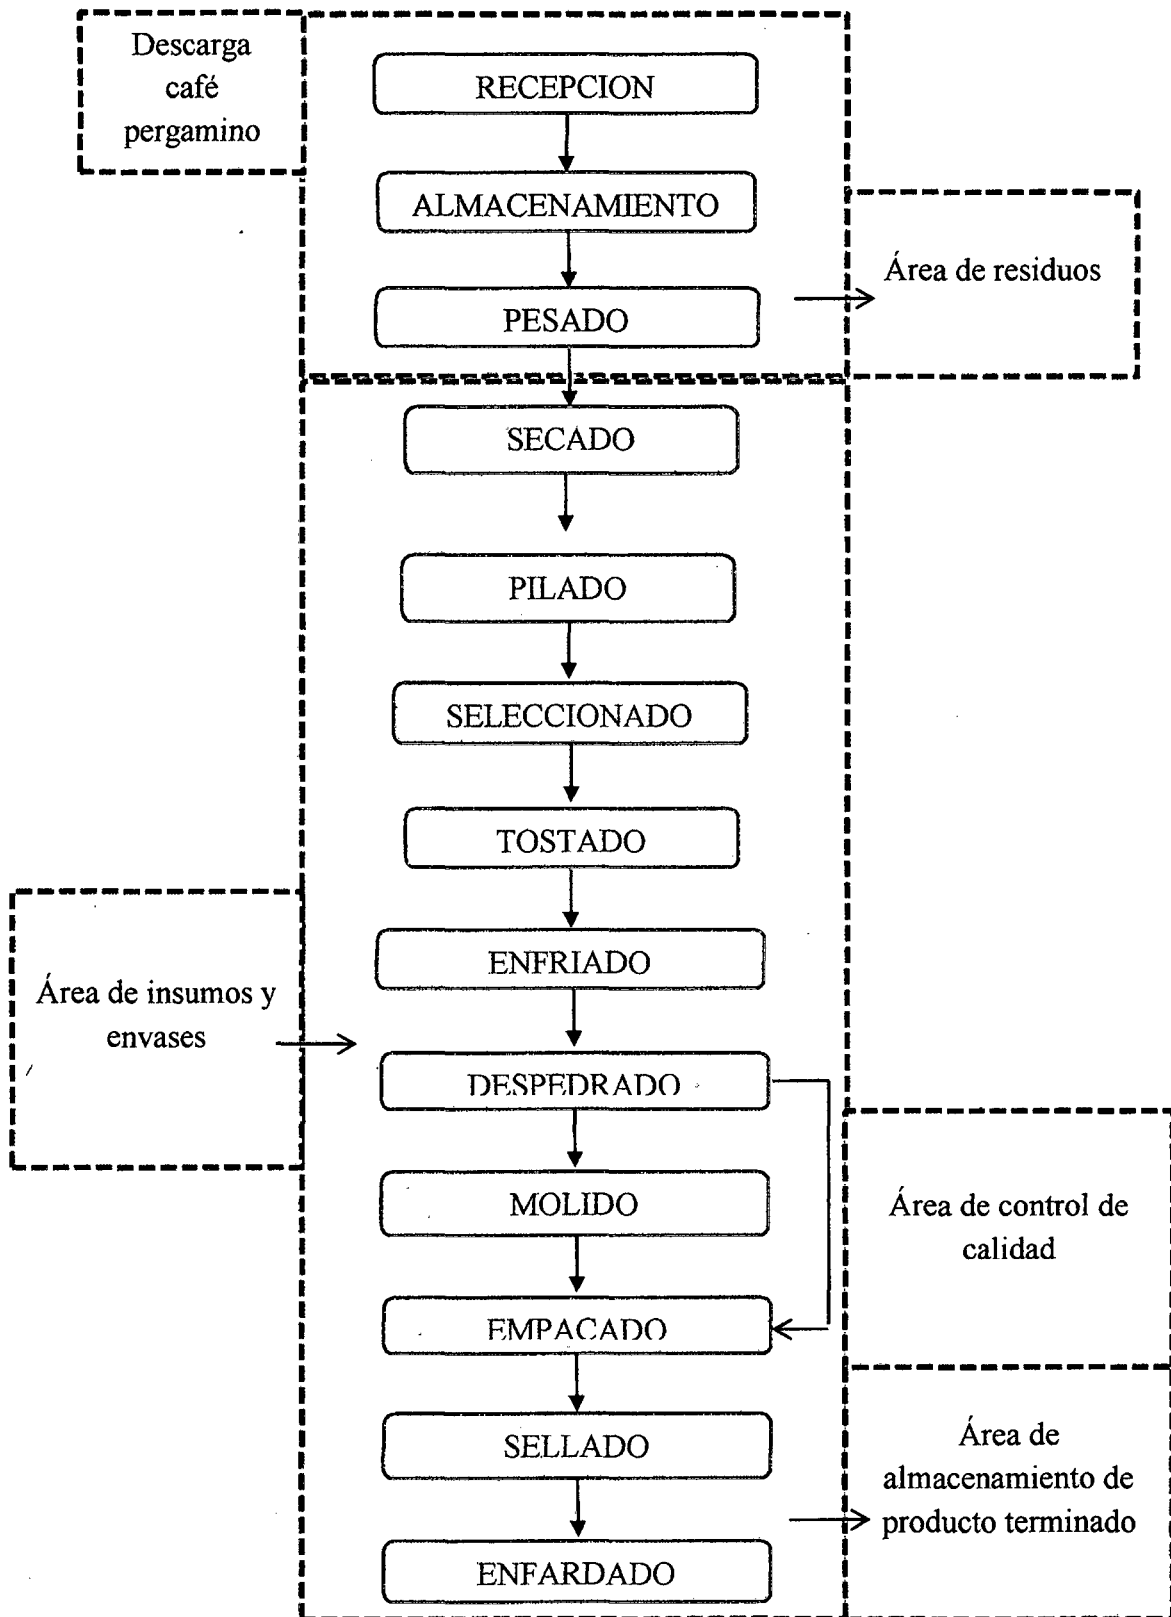 Descarga
café
pergamino
RECEPCION
ALMACENAMIENTO
Área de residuos
PESADO
SECADO
PILADO
SELECCIONADO
TOSTADO
ENFRIADO
Área de insumos y
envases
DESPEDRADO
MOLIDO
Área de control de
calidad
EMPACADO
SELLADO
Área de
almacenamiento de
producto terminado
ENFARDADO